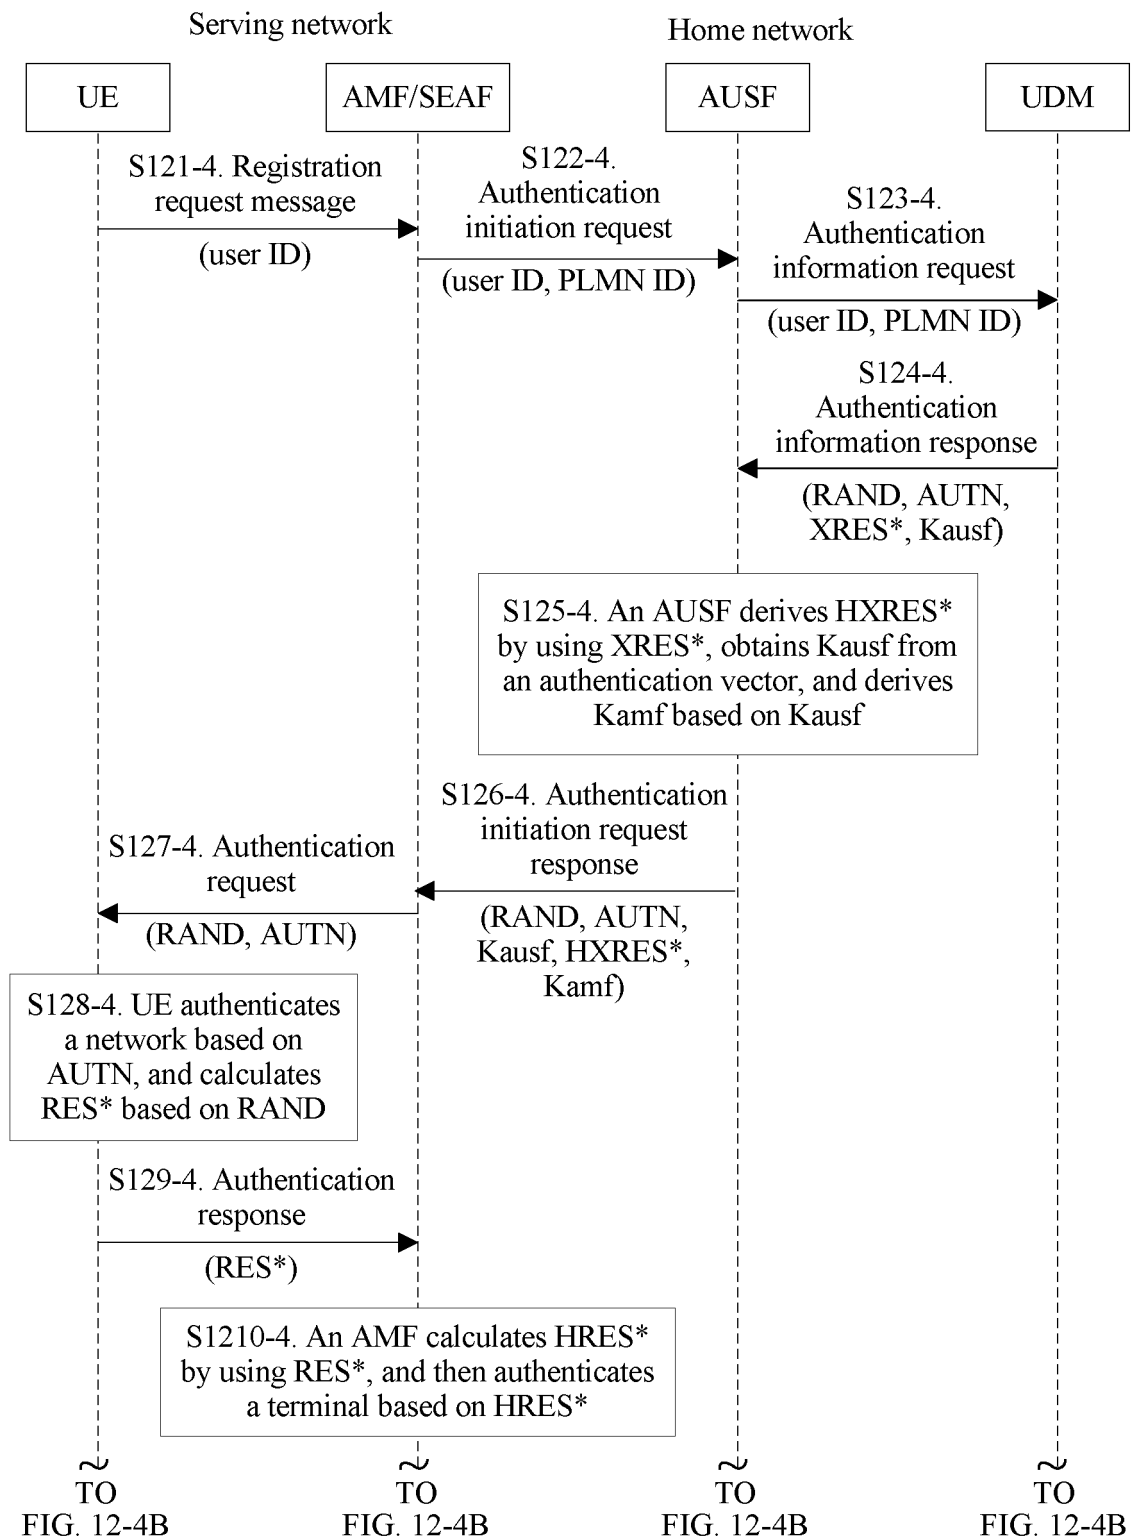 Serving network
Home network
UE
AMF/SEAF
AUSF
UDM
S121-4. Registration
request message
(user ID)
S122-4.
Authentication
initiation request
(user ID, PLMN ID)
S123-4.
Authentication
information request
(user ID, PLMN ID)
S124-4.
Authentication
information response
(RAND, AUTN,
XRES*, Kausf)
S125-4. An AUSF derives HXRES*
by using XRES*, obtains Kausf from
an authentication vector, and derives
Kamf based on Kausf
S126-4. Authentication
initiation request
response
(RAND, AUTN,
Kausf, HXRES*,
Kamf)
S127-4. Authentication
request
(RAND, AUTN)
S128-4. UE authenticates
a network based on
AUTN, and calculates
RES* based on RAND
S129-4. Authentication
response
(RES*)
S1210-4. An AMF calculates HRES*
by using RES*, and then authenticates
a terminal based on HRES*
TO
FIG. 12-4B
TO
FIG. 12-4B
TO
FIG. 12-4B
TO
FIG. 12-4B